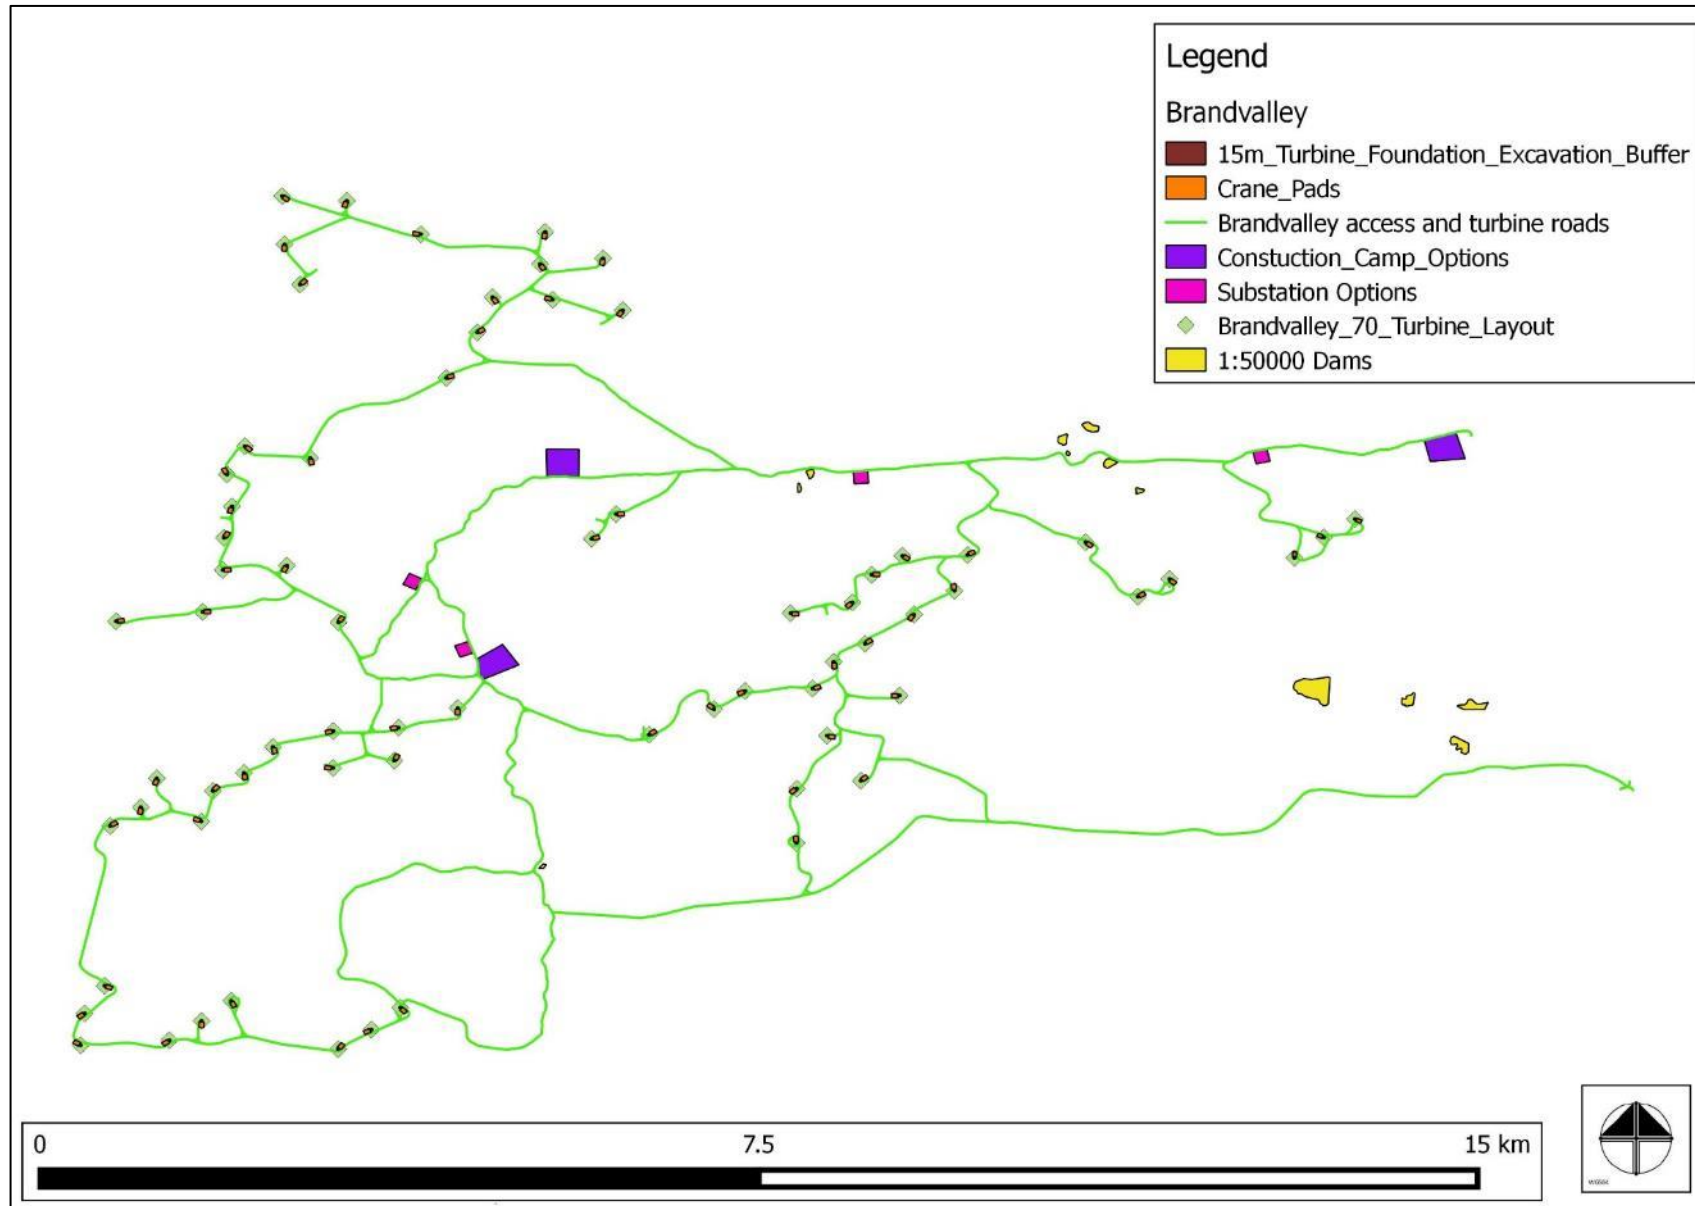 Legend
Brandvalley
15m_Turbine_Foundation_Excavation_Buffer
Crane_Pads
Brandvalley access and turbine roads
Constuction_Camp_Options
Substation Options
Brandvalley_70_Turbine_Layout
1:50000 Dams
0 7.5 15 km